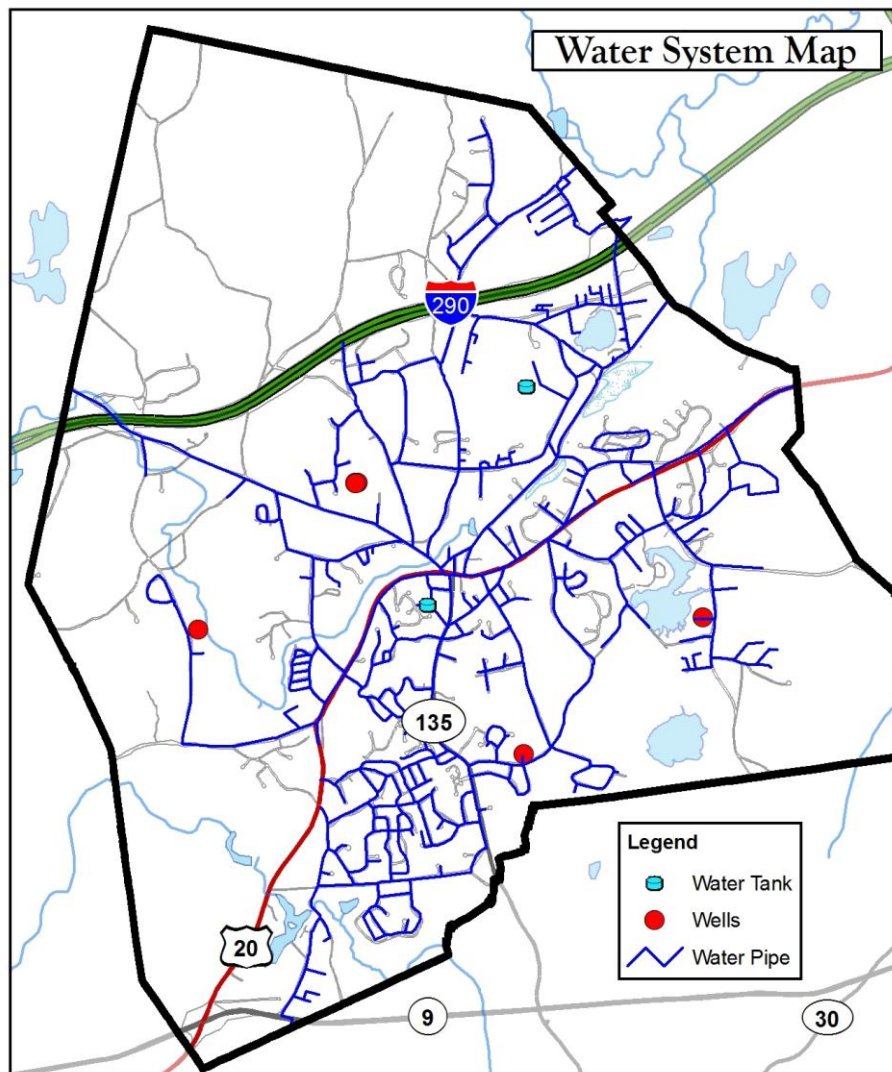 Water System Map
290
135
Legend
Water Tank
Wells
Water Pipe
20
9
30